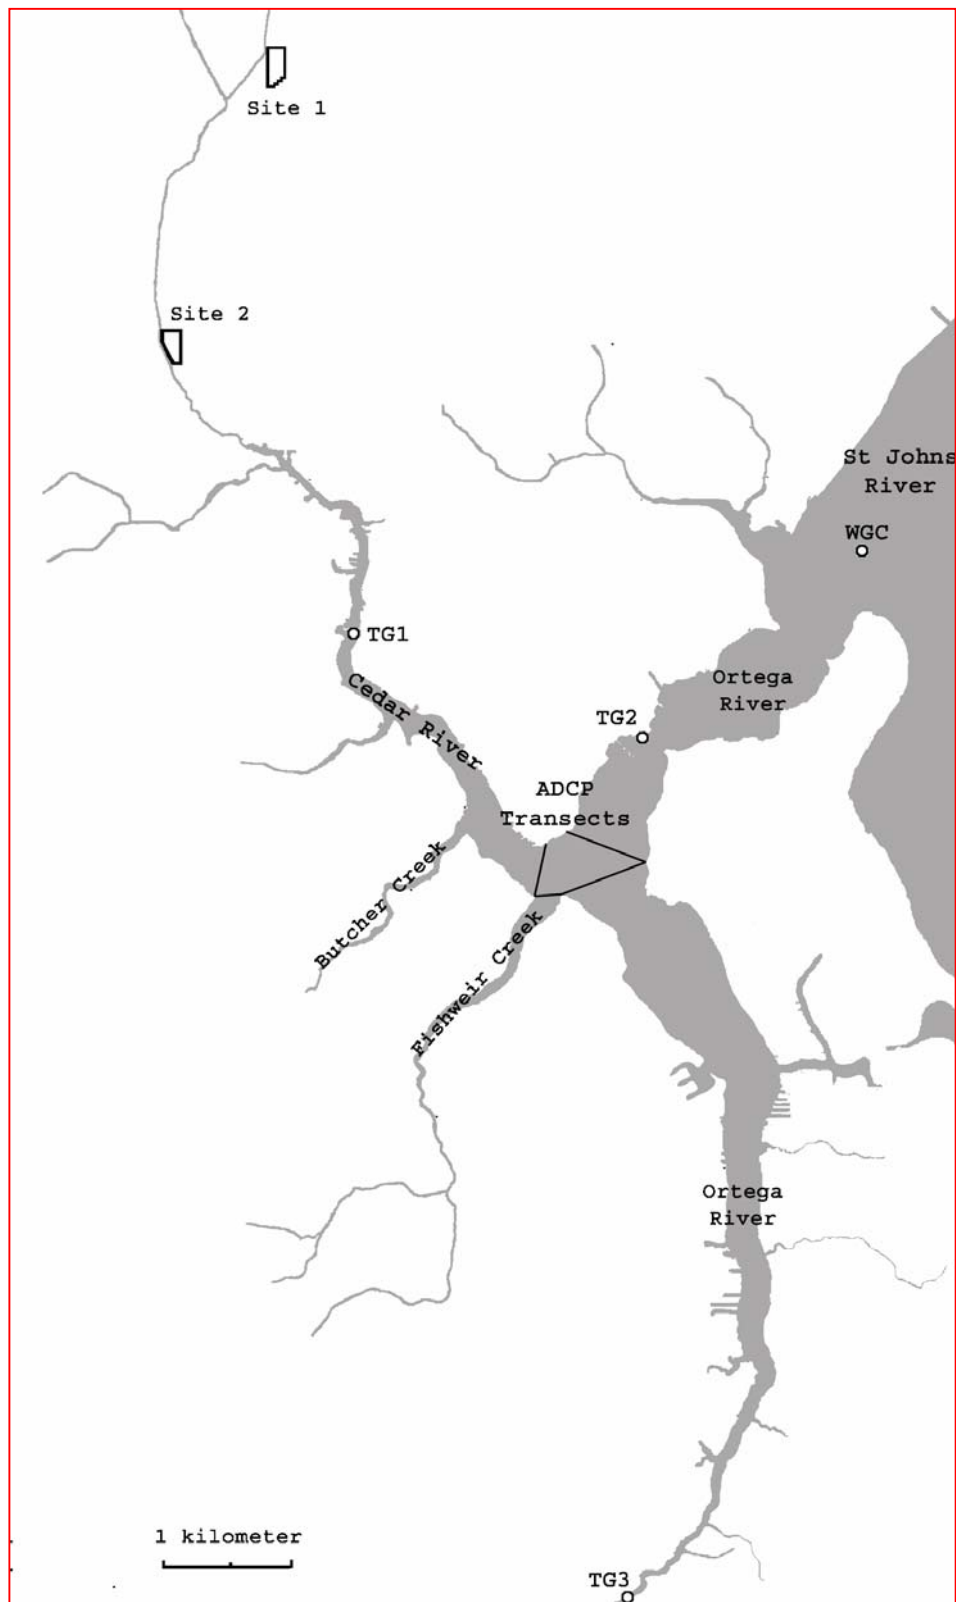 Site 1
Site 2
St Johns
River
WGC
TG1
Cedar River
Ortega
River
TG2
ADCP
Transects
Butcher Creek
Fishweir Creek
Ortega
River
1 kilometer
TG3